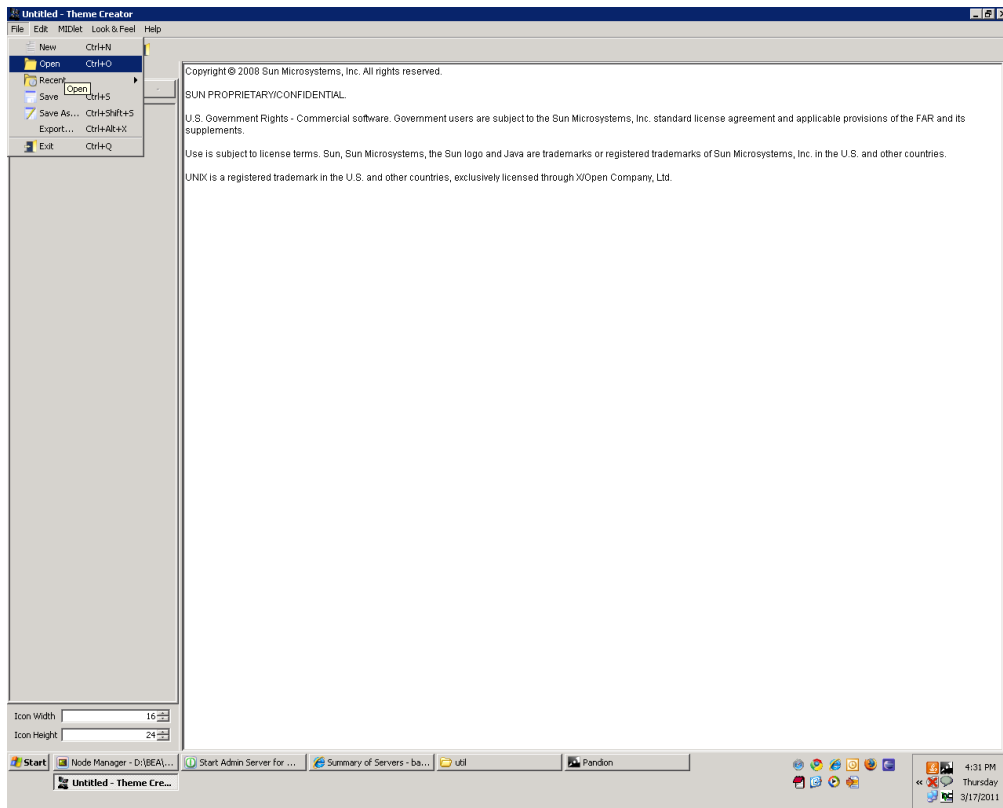 Untitled - Theme Creator
File Edit MIDlet Look & Feel Help
New Ctrl+N
Open Ctrl+O
Recent
Open
Save Ctrl+S
Save As... Ctrl+Shift+S
Export... Ctrl+Alt+X
Exit Ctrl+Q
Copyright © 2008 Sun Microsystems, Inc. All rights reserved.
SUN PROPRIETARY/CONFIDENTIAL.
U.S. Government Rights - Commercial software. Government users are subject to the Sun Microsystems, Inc. standard license agreement and applicable provisions of the FAR and its
supplements.
Use is subject to license terms. Sun, Sun Microsystems, the Sun logo and Java are trademarks or registered trademarks of Sun Microsystems, Inc. in the U.S. and other countries.
UNIX is a registered trademark in the U.S. and other countries, exclusively licensed through X/Open Company, Ltd.
Icon Width 16
Icon Height 24
Start Node Manager - D:\BEA\... Start Admin Server for ... Summary of Servers - ba... util Pandion
Untitled - Theme Cre...
4:31 PM
Thursday
3/17/2011